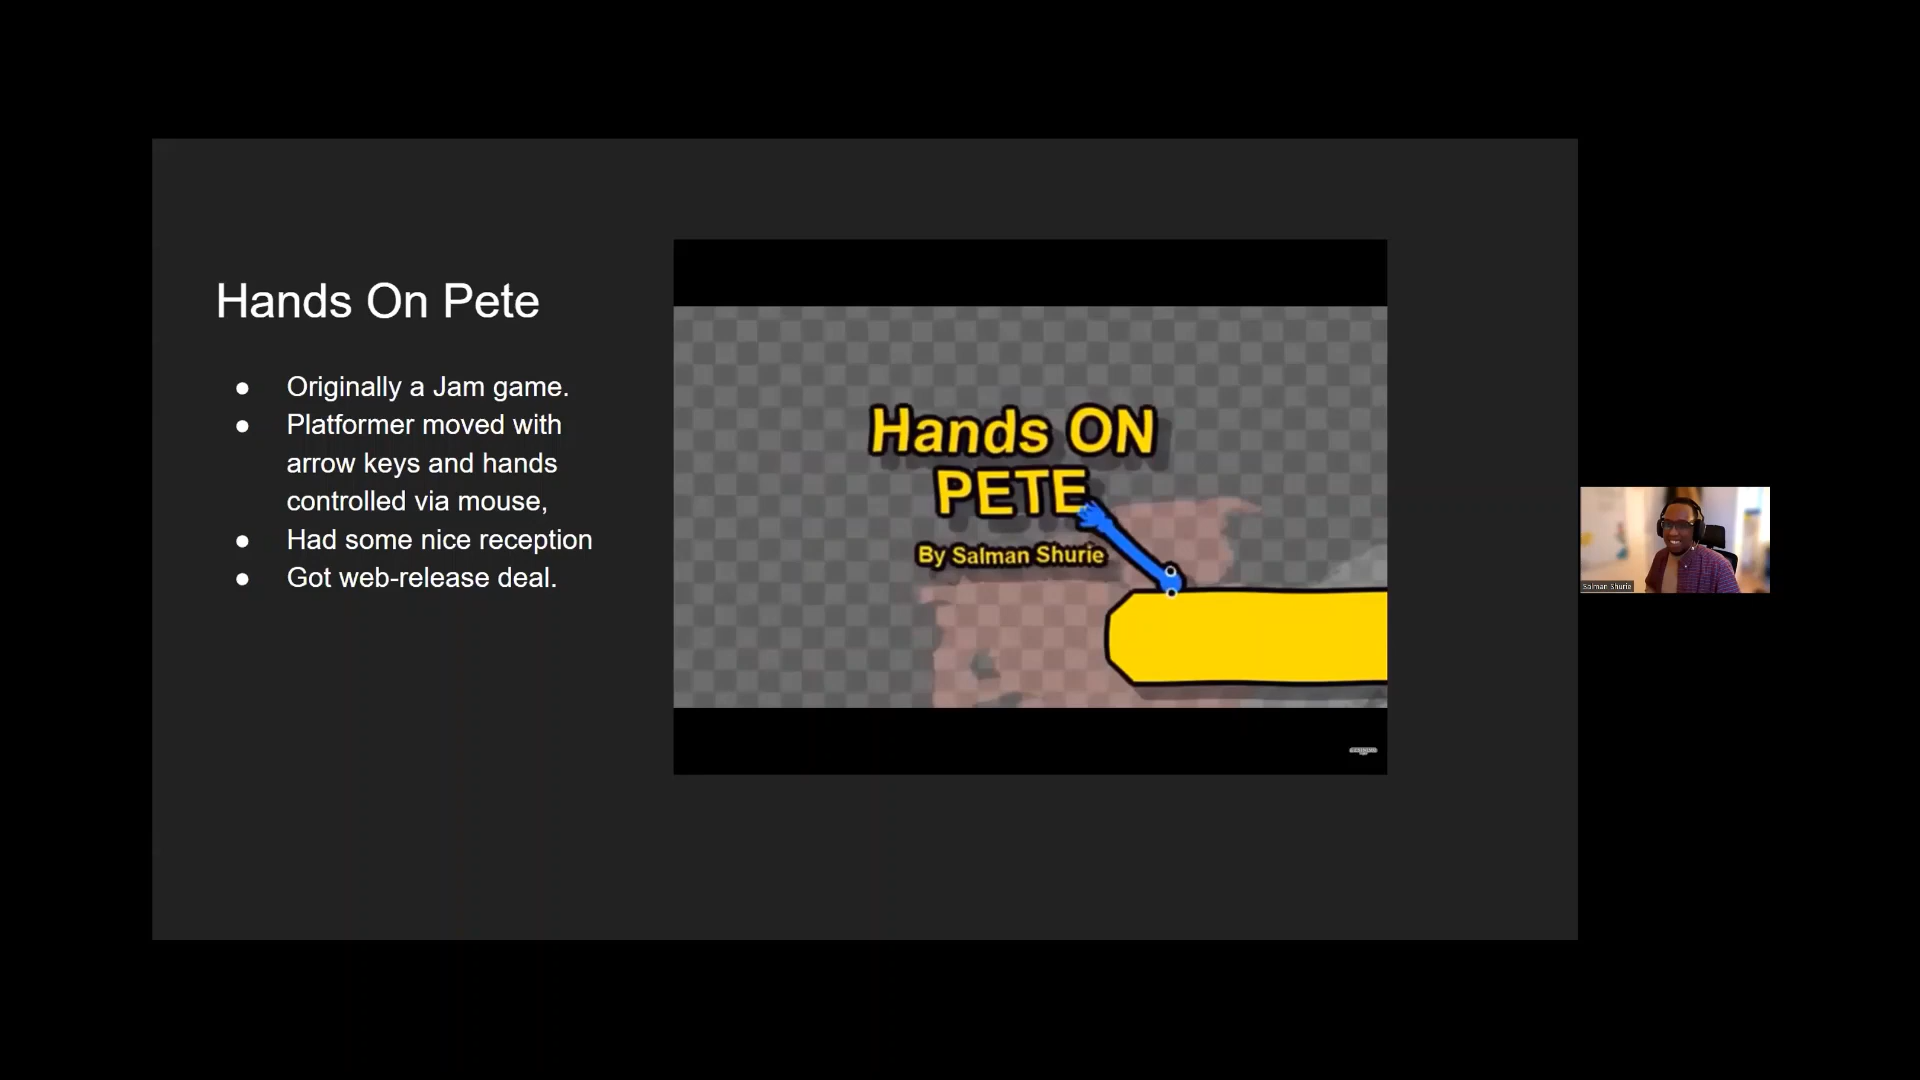 Hands On Pete
● Originally a Jam game.
● Platformer moved with
arrow keys and hands
controlled via mouse,
● Had some nice reception
● Got web-release deal.
Hands ON
PETE
By Salman Shurie
Salman Shurie